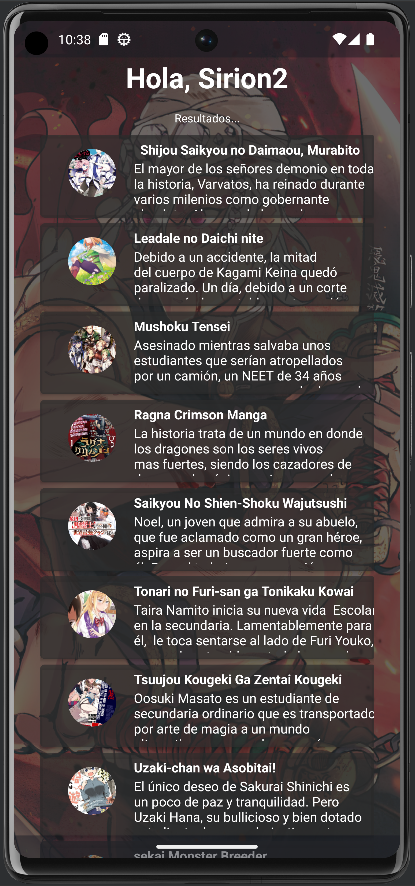 10:38
Hola, Sirion2
Resultados...
Shijou Saikyou no Daimaou, Murabito
El mayor de los señores demonio en toda
la historia, Varvatos, ha reinado durante
varios milenios como gobernante
Leadale no Daichi nite
Debido a un accidente, la mitad
del cuerpo de Kagami Keina quedó
paralizado. Un día, debido a un corte
Mushoku Tensei
Asesinado mientras salvaba unos
estudiantes que serían atropellados
por un camión, un NEET de 34 años
Ragna Crimson Manga
La historia trata de un mundo en donde
los dragones son los seres vivos
mas fuertes, siendo los cazadores de
Saikyou No Shien-Shoku Wajutsushi
Noel, un joven que admira a su abuelo,
que fue aclamado como un gran héroe,
aspira a ser un buscador fuerte como
Tonari no Furi-san ga Tonikaku Kowai
Taira Namito inicia su nueva vida Escolar
en la secundaria. Lamentablemente para
él, le toca sentarse al lado de Furi Youko,
Tsuujou Kougeki Ga Zentai Kougeki
Oosuki Masato es un estudiante de
secundaria ordinario que es transportado
por arte de magia a un mundo
Uzaki-chan wa Asobitai!
El único deseo de Sakurai Shinichi es
un poco de paz y tranquilidad. Pero
Uzaki Hana, su bullicioso y bien dotado
sekai Monster Breeder